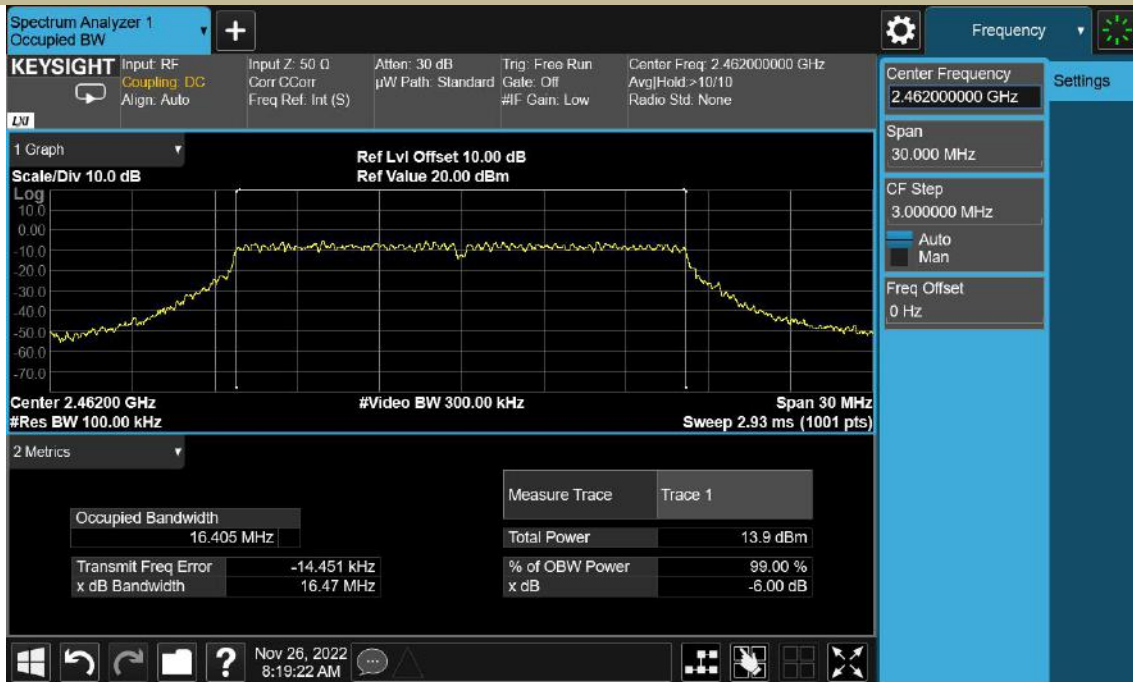 Spectrum Analyzer 1
Occupied BW
+
Frequency
KEYSIGHT
LXI
Input: RF
Coupling: DC
Align: Auto
Input Z: 50 Ω
Corr CCorr
Freq Ref: Int (S)
Atten: 30 dB
µW Path: Standard
Trig: Free Run
Gate: Off
#IF Gain: Low
Center Freq: 2.462000000 GHz
Avg|Hold:>10/10
Radio Std: None
Center Frequency
2.462000000 GHz
Settings
Span
30.000 MHz
CF Step
3.000000 MHz
Auto
Man
Freq Offset
0 Hz
1 Graph
Scale/Div 10.0 dB
Ref Lvl Offset 10.00 dB
Ref Value 20.00 dBm
Log
10.0
0.00
-10.0
-20.0
-30.0
-40.0
-50.0
-60.0
-70.0
Center 2.46200 GHz
#Video BW 300.00 kHz
Span 30 MHz
#Res BW 100.00 kHz
Sweep 2.93 ms (1001 pts)
2 Metrics
Occupied Bandwidth
16.405 MHz
Transmit Freq Error -14.451 kHz
x dB Bandwidth 16.47 MHz
Measure Trace Trace 1
Total Power 13.9 dBm
% of OBW Power 99.00 %
x dB -6.00 dB
?
Nov 26, 2022
8:19:22 AM